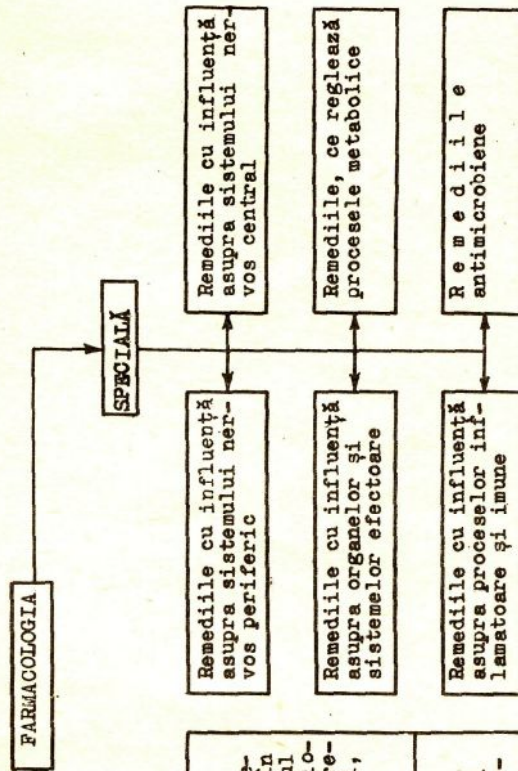 FARMACOLOGIA
SPECIALĂ
Remediile cu influență
asupra sistemului ner-
vos periferic
Remediile cu influență
asupra sistemului ner-
vos central
Remediile cu influență
asupra organelor și
sistemelor efectoare
Remediile, ce reglează
procesele metabolice
Remediile cu influență
asupra proceselor inf-
lamatoare și imune
R e m e d i i l e
antimicrobiene